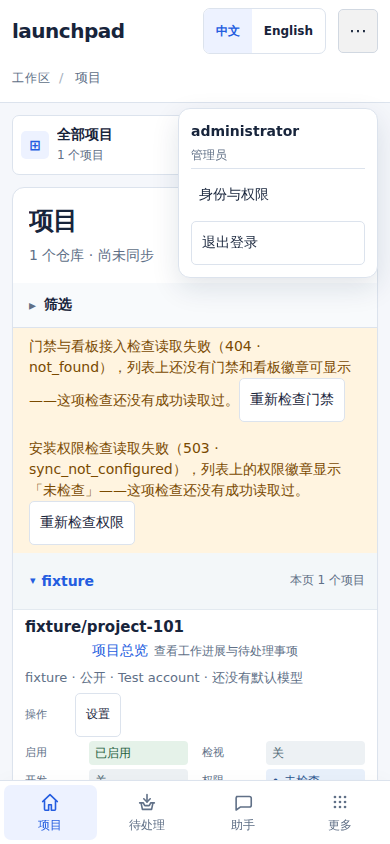 launchpad
中文
English
⋯
工作区 / 项目
全部项目
1 个项目
administrator
管理员
身份与权限
退出登录
项目
1 个仓库 · 尚未同步
▸ 筛选
门禁与看板接入检查读取失败（404 ·
not_found），列表上还没有门禁和看板徽章可显示
——这项检查还没有成功读取过。 重新检查门禁
安装权限检查读取失败（503 ·
sync_not_configured），列表上的权限徽章显示
「未检查」——这项检查还没有成功读取过。
重新检查权限
▾ fixture 本页 1 个项目
fixture/project-101
项目总览 查看工作进展与待处理事项
fixture · 公开 · Test account · 还没有默认模型
操作 设置
启用 已启用 检视 关
开发 关 权限 未检查
项目 待处理 助手 更多